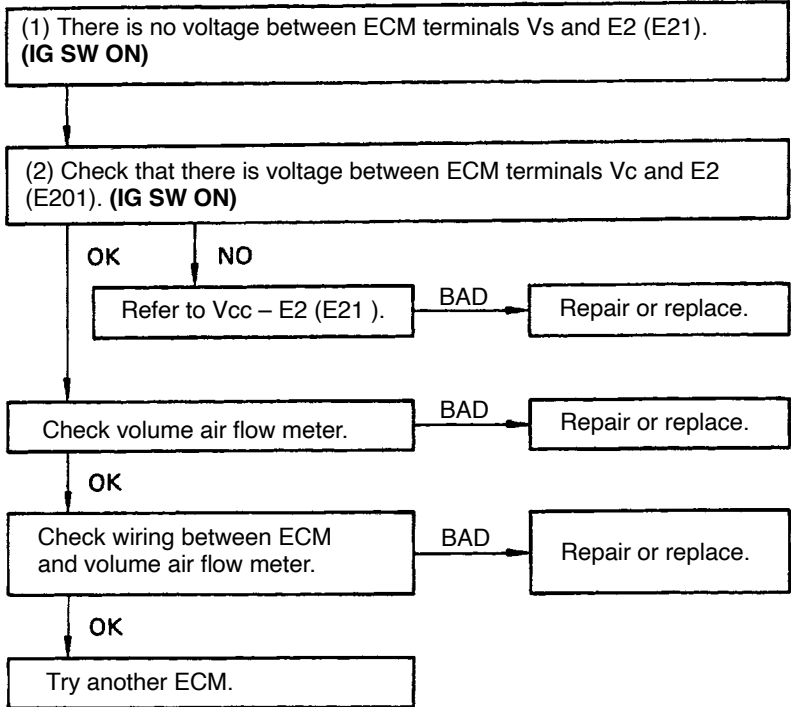 (1) There is no voltage between ECM terminals Vs and E2 (E21).
(IG SW ON)
(2) Check that there is voltage between ECM terminals Vc and E2
(E201). (IG SW ON)
OK
NO
Refer to Vcc – E2 (E21 ).
BAD
Repair or replace.
Check volume air flow meter.
BAD
Repair or replace.
OK
Check wiring between ECM
and volume air flow meter.
BAD
Repair or replace.
OK
Try another ECM.